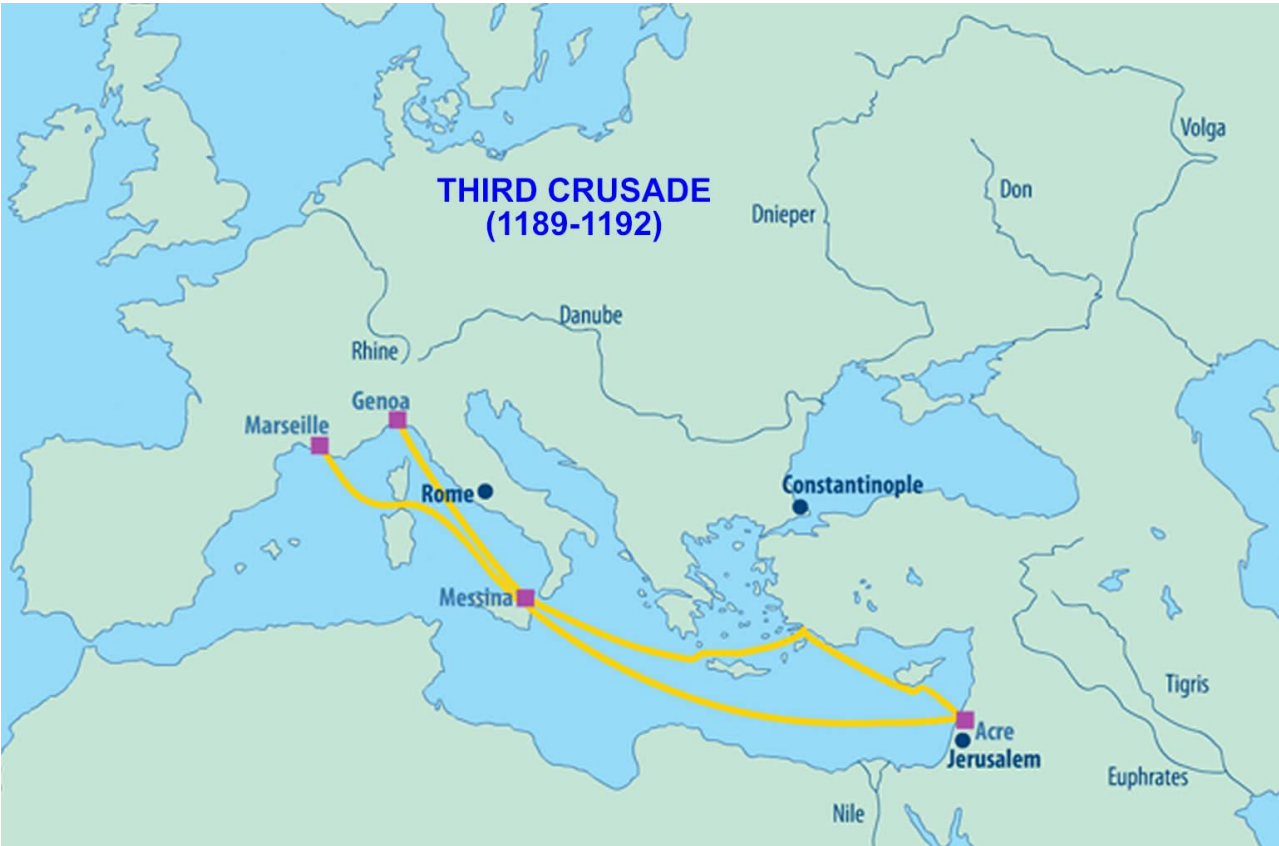 THIRD CRUSADE
(1189-1192)
Volga
Don
Dnieper
Danube
Rhine
Genoa
Marseille
Rome
Constantinople
Messina
Tigris
Acre
Jerusalem
Euphrates
Nile